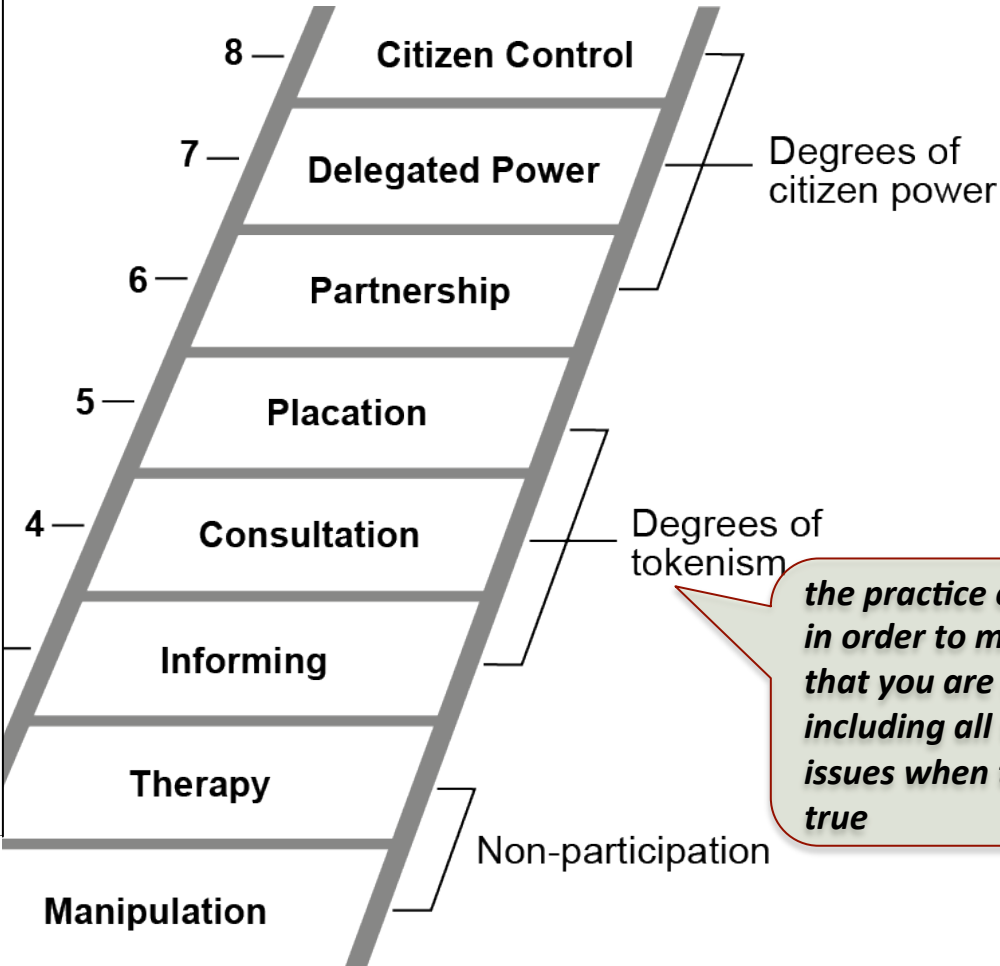 8
Citizen Control
7
Delegated Power
Degrees of
citizen power
6
Partnership
5
Placation
4
Consultation
Degrees of
tokenism
the practice
in order to
that you are
including all
issues when
true
Informing
Therapy
Non-participation
Manipulation